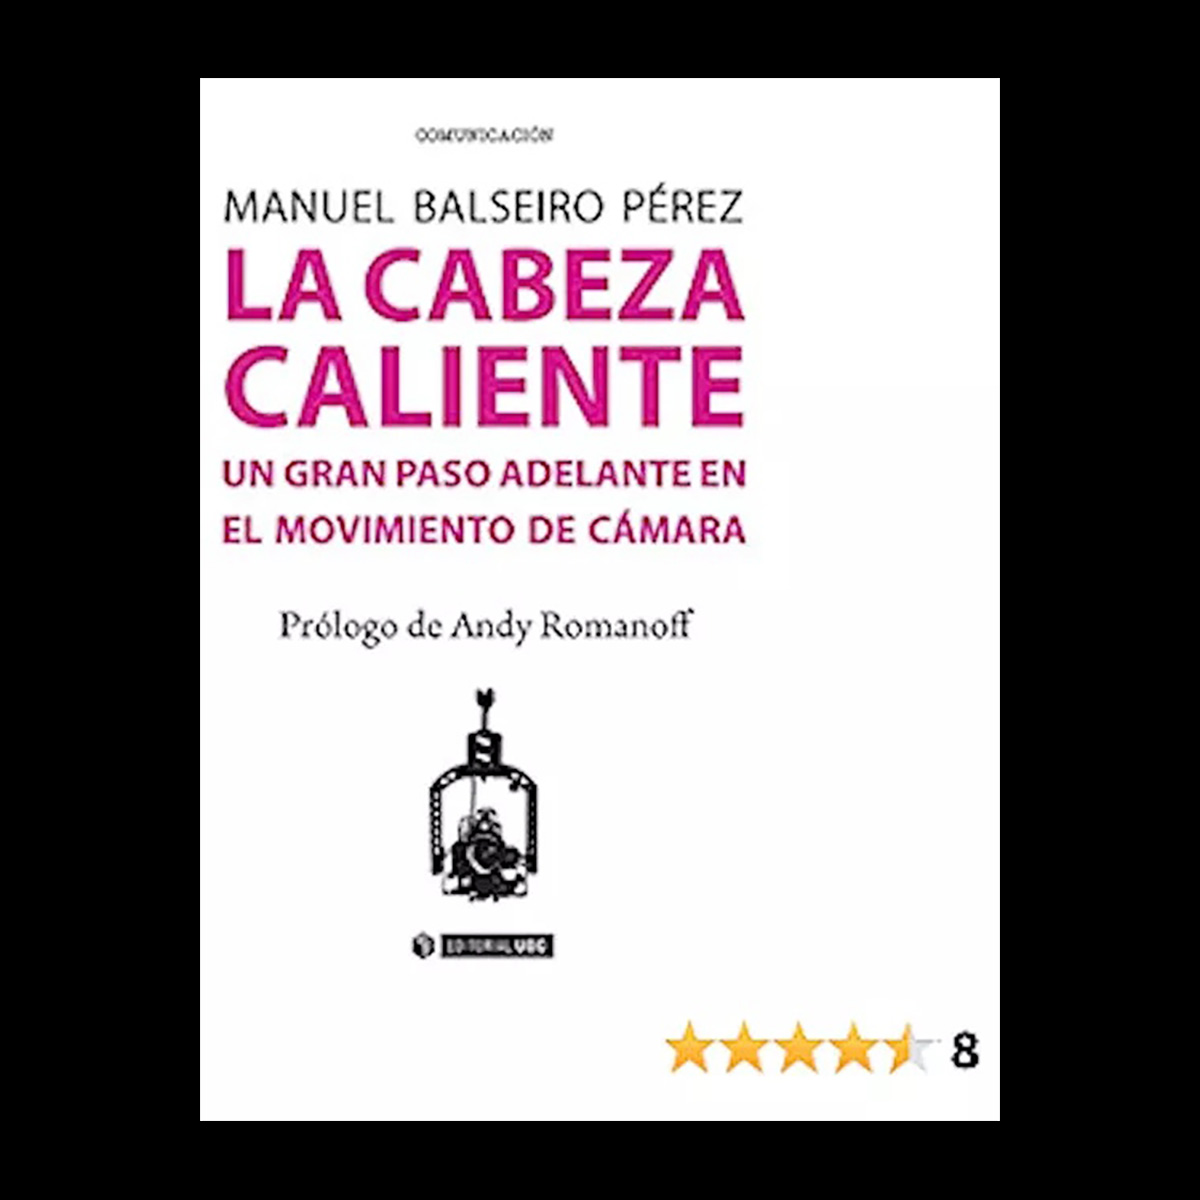 COMUNICACIÓN
MANUEL BALSEIRO PÉREZ
LA CABEZA
CALIENTE
UN GRAN PASO ADELANTE EN
EL MOVIMIENTO DE CÁMARA
Prólogo de Andy Romanoff
EDITORIAL UOC
8